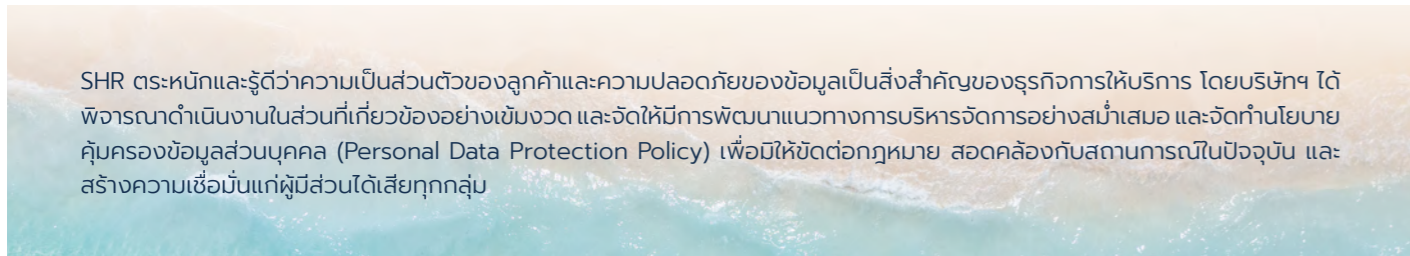 SHR ตระหนักและรู้ดีว่าความเป็นส่วนตัวของลูกค้าและความปลอดภัยของข้อมูลเป็นสิ่งสำคัญของธุรกิจการให้บริการ โดยบริษัทฯ ได้
พิจารณาดำเนินงานในส่วนที่เกี่ยวข้องอย่างเข้มงวด และจัดให้มีการพัฒนาแนวทางการบริหารจัดการอย่างสม่ำเสมอ และจัดทำนโยบาย
คุ้มครองข้อมูลส่วนบุคคล (Personal Data Protection Policy) เพื่อมิให้ขัดต่อกฎหมาย สอดคล้องกับสถานการณ์ในปัจจุบัน และ
สร้างความเชื่อมั่นแก่ผู้มีส่วนได้เสียทุกกลุ่ม